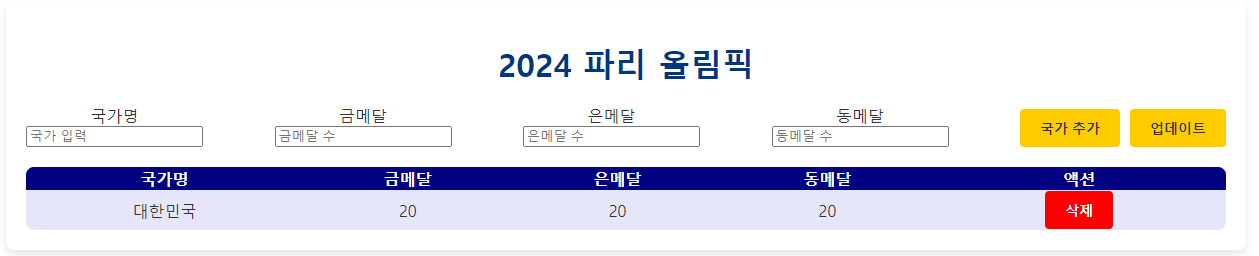 2024 파리 올림픽
국가명 금메달 은메달 동메달
국가 입력 금메달 수 은메달 수 동메달 수 국가 추가 업데이트
국가명 금메달 은메달 동메달 액션
대한민국 20 20 20 삭제